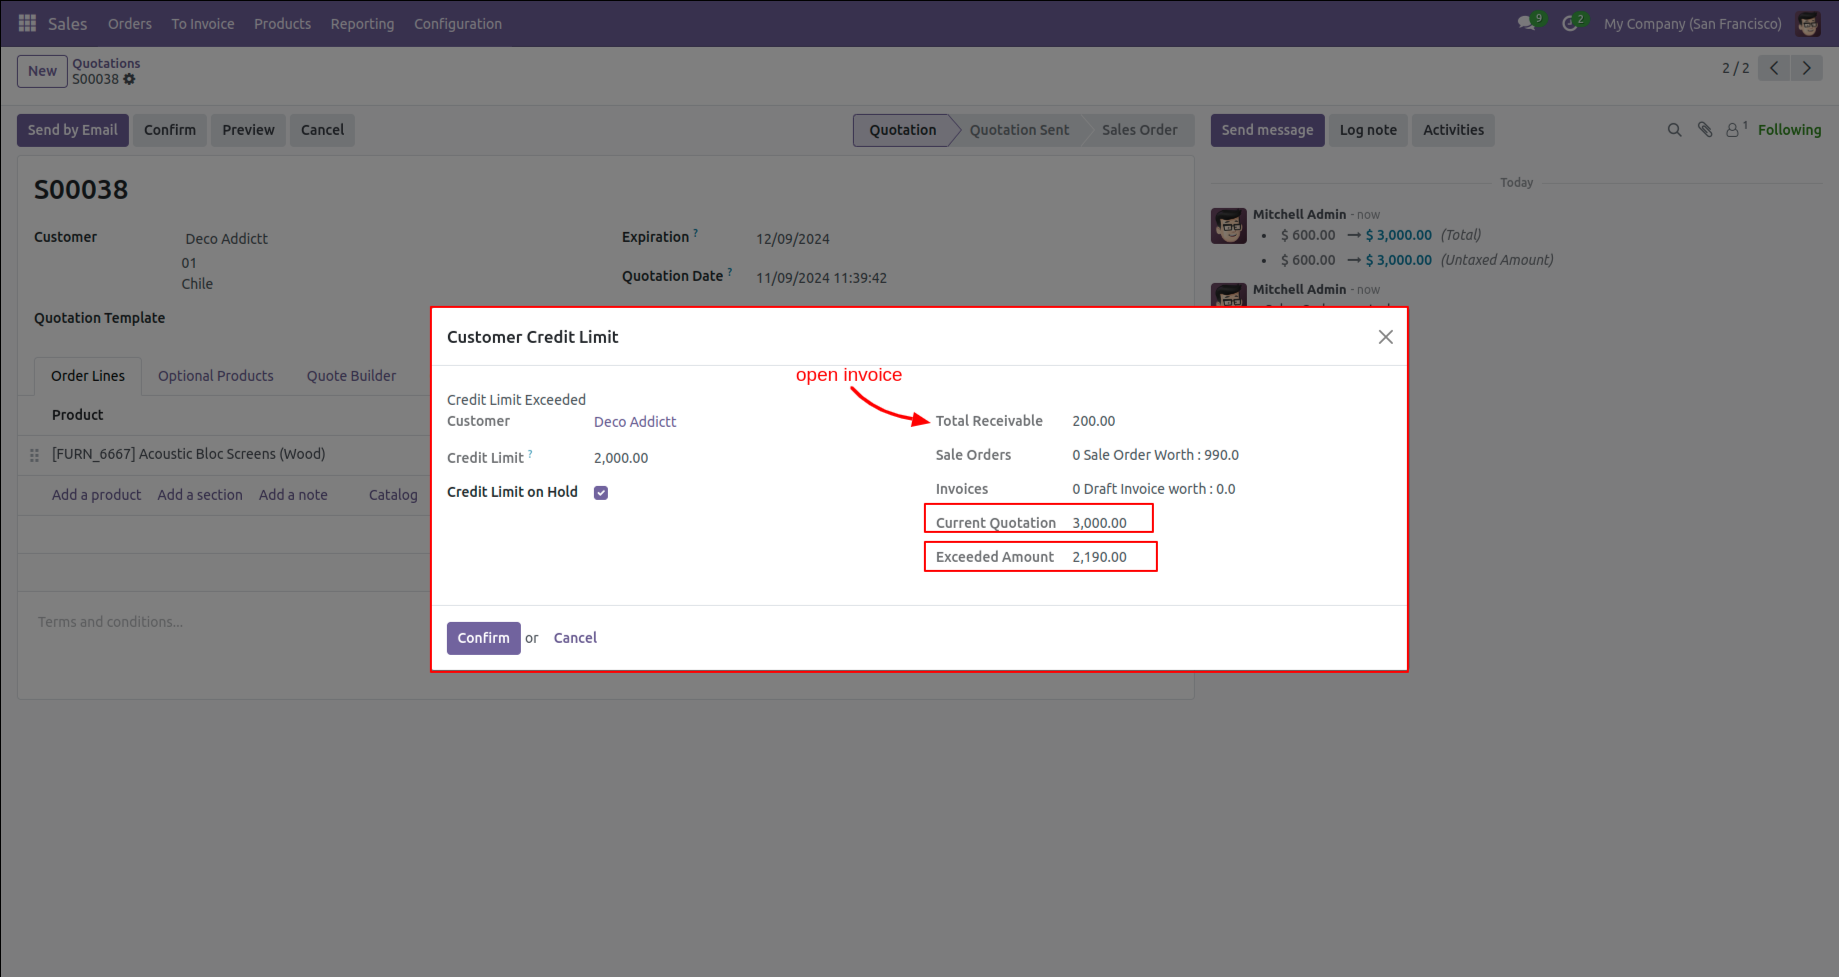 Sales Orders To Invoice Products Reporting Configuration 9 2 My Company (San Francisco)
New Quotations
S00038
2 / 2
Send by Email Confirm Preview Cancel Quotation Quotation Sent Sales Order Send message Log note Activities 1 Following
Today
S00038
Customer Deco Addictt
01
Chile
Expiration ? 12/09/2024
Quotation Date ? 11/09/2024 11:39:42
Quotation Template
Mitchell Admin - now
• $ 600.00 → $ 3,000.00 (Total)
• $ 600.00 → $ 3,000.00 (Untaxed Amount)
Mitchell Admin - now
Order Lines Optional Products Quote Builder
Product
[FURN_6667] Acoustic Bloc Screens (Wood)
Add a product Add a section Add a note Catalog
Terms and conditions...
Customer Credit Limit
open invoice
Credit Limit Exceeded
Customer Deco Addictt
Credit Limit ? 2,000.00
Credit Limit on Hold
Total Receivable 200.00
Sale Orders 0 Sale Order Worth : 990.0
Invoices 0 Draft Invoice worth : 0.0
Current Quotation 3,000.00
Exceeded Amount 2,190.00
Confirm or Cancel